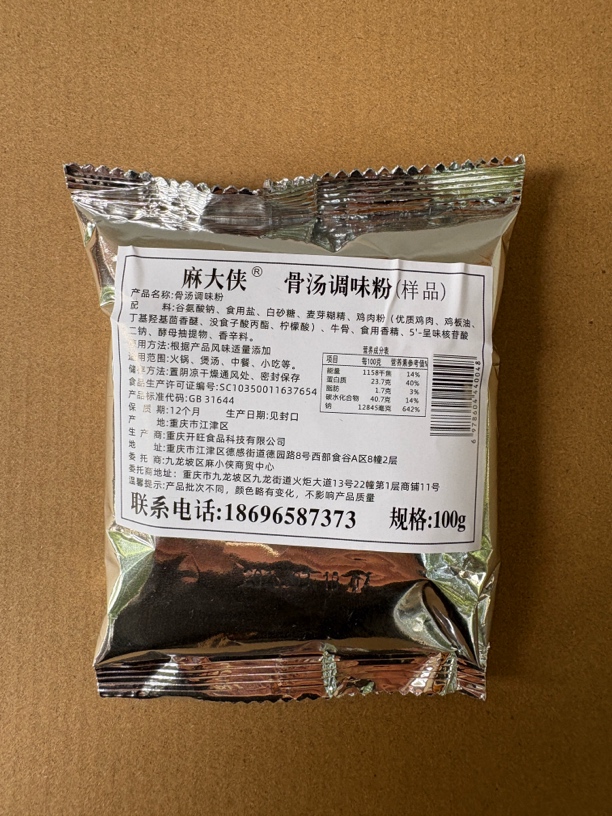 麻大侠® 骨汤调味粉(样品)
产品名称:骨汤调味粉
配 料:谷氨酸钠、食用盐、白砂糖、麦芽糊精、鸡肉粉（优质鸡肉、鸡板油、
丁基羟基茴香醚、没食子酸丙酯、柠檬酸）、牛骨、食用香精、5'-呈味核苷酸
二钠、酵母抽提物、香辛料。
食用方法:根据产品风味适量添加
适用范围:火锅、煲汤、中餐、小吃等。
储存方法:置阴凉干燥通风处、密封保存
食品生产许可证编号:SC10350011637654
产品标准代码:GB 31644
保 质 期:12个月 生产日期:见封口
产 地:重庆市江津区
生 产 商:重庆开旺食品科技有限公司
地 址:重庆市江津区德感街道德园路8号西部食谷A区8幢2层
委 托 商:九龙坡区麻小侠商贸中心
委托商地址:重庆市九龙坡区九龙街道火炬大道13号22幢第1层商铺11号
温馨提示:产品批次不同，颜色略有变化，不影响产品质量
联系电话:18696587373 规格:100g
营养成分表
项目 每100克 营养素参考值%
能量 1158千焦 14%
蛋白质 23.7克 40%
脂肪 1.7克 3%
碳水化合物 40.7克 14%
钠 12845毫克 642%